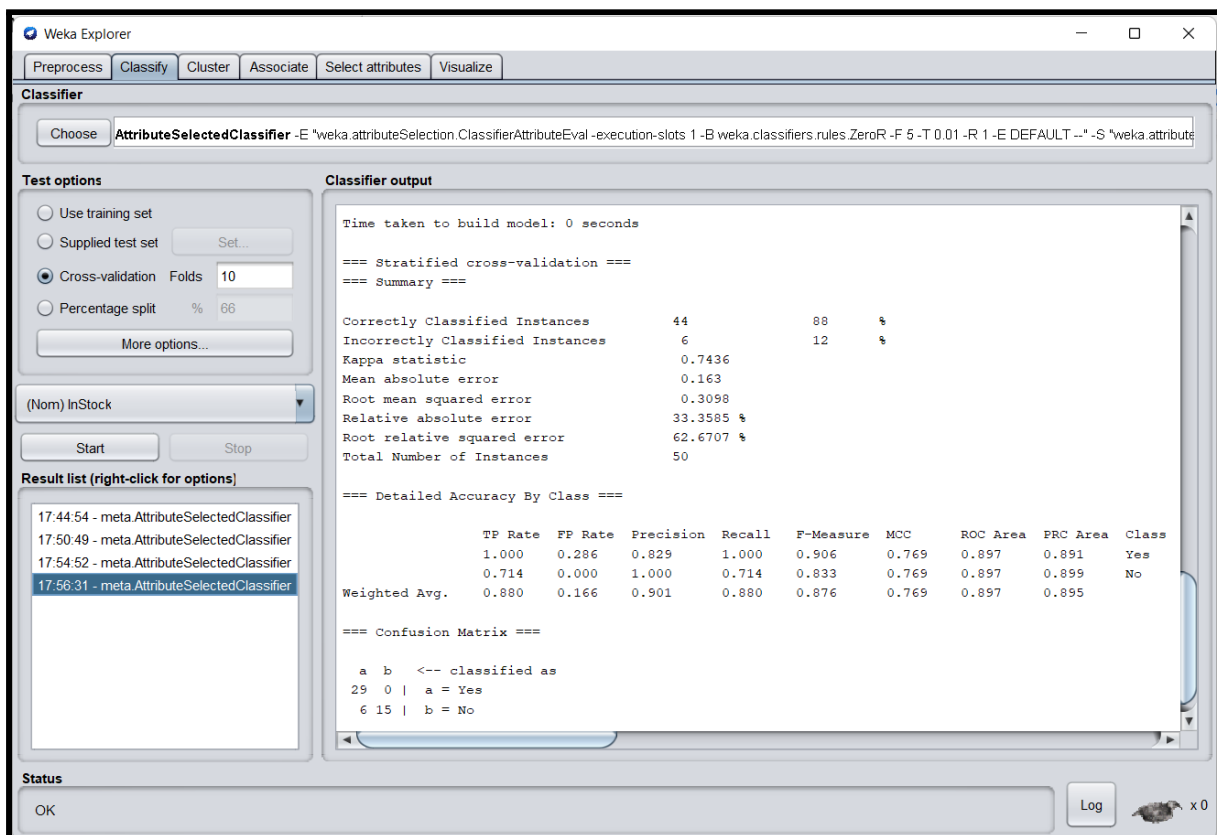 Weka Explorer
Preprocess Classify Cluster Associate Select attributes Visualize
Classifier
Choose AttributeSelectedClassifier -E "weka.attributeSelection.ClassifierAttributeEval -execution-slots 1 -B weka.classifiers.rules.ZeroR -F 5 -T 0.01 -R 1 -E DEFAULT --" -S "weka.attribute
Test options
Use training set
Supplied test set Set...
Cross-validation Folds 10
Percentage split % 66
More options...
(Nom) InStock
Start Stop
Result list (right-click for options)
17:44:54 - meta.AttributeSelectedClassifier
17:50:49 - meta.AttributeSelectedClassifier
17:54:52 - meta.AttributeSelectedClassifier
17:56:31 - meta.AttributeSelectedClassifier
Classifier output
Time taken to build model: 0 seconds
=== Stratified cross-validation ===
=== Summary ===
Correctly Classified Instances 44 88 %
Incorrectly Classified Instances 6 12 %
Kappa statistic 0.7436
Mean absolute error 0.163
Root mean squared error 0.3098
Relative absolute error 33.3585 %
Root relative squared error 62.6707 %
Total Number of Instances 50
=== Detailed Accuracy By Class ===
TP Rate FP Rate Precision Recall F-Measure MCC ROC Area PRC Area Class
1.000 0.286 0.829 1.000 0.906 0.769 0.897 0.891 Yes
0.714 0.000 1.000 0.714 0.833 0.769 0.897 0.899 No
Weighted Avg. 0.880 0.166 0.901 0.880 0.876 0.769 0.897 0.895
=== Confusion Matrix ===
a b <-- classified as
29 0 | a = Yes
6 15 | b = No
Status
OK
Log x 0